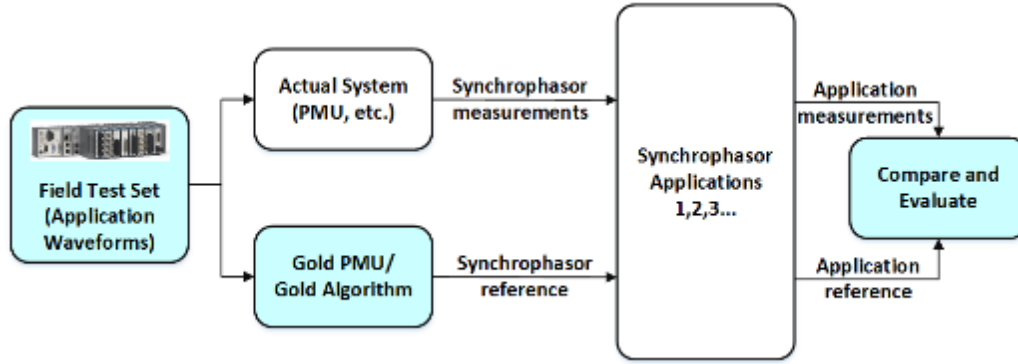 Field Test Set
(Application
Waveforms)
Actual System
(PMU, etc.)
Gold PMU/
Gold Algorithm
Synchrophasor
measurements
Synchrophasor
reference
Synchrophasor
Applications
1,2,3...
Application
measurements
Application
reference
Compare and
Evaluate